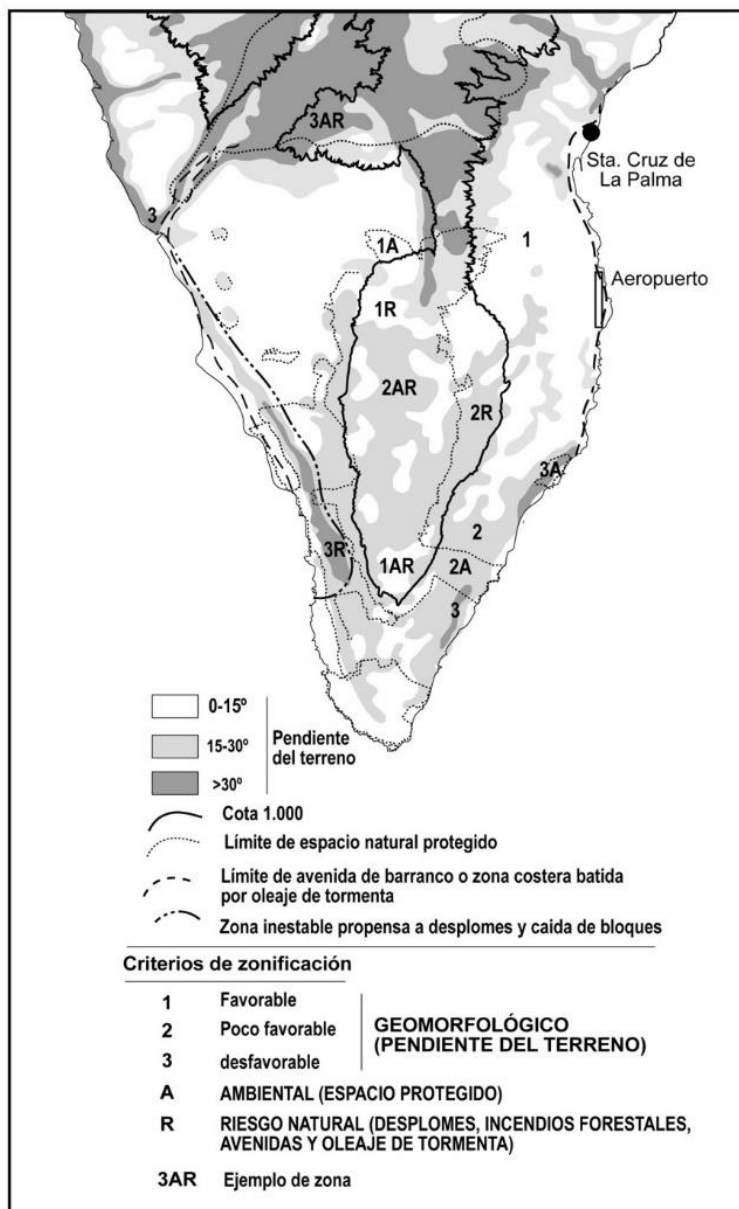 3AR
Sta. Cruz de
La Palma
3
1A
1
Aeropuerto
1R
2AR
2R
3A
2
3R
1AR
2A
3
0-15º
15-30º
>30º
Pendiente
del terreno
Cota 1.000
Límite de espacio natural protegido
Límite de avenida de barranco o zona costera batida
por oleaje de tormenta
Zona inestable propensa a desplomes y caida de bloques
Criterios de zonificación
1 Favorable
2 Poco favorable
3 desfavorable
GEOMORFOLÓGICO
(PENDIENTE DEL TERRENO)
A AMBIENTAL (ESPACIO PROTEGIDO)
R RIESGO NATURAL (DESPLOMES, INCENDIOS FORESTALES,
AVENIDAS Y OLEAJE DE TORMENTA)
3AR Ejemplo de zona